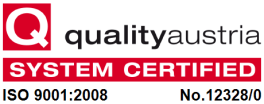 Q qualityaustria
SYSTEM CERTIFIED
ISO 9001:2008 No.12328/0